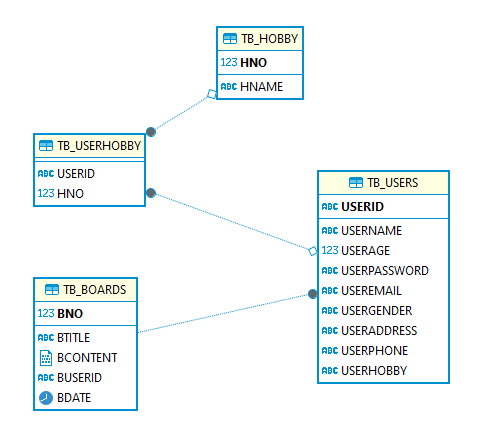 TB_HOBBY
123 HNO
ABC HNAME
TB_USERHOBBY
ABC USERID
123 HNO
TB_USERS
ABC USERID
ABC USERNAME
123 USERAGE
ABC USERPASSWORD
ABC USEREMAIL
ABC USERGENDER
ABC USERADDRESS
ABC USERPHONE
ABC USERHOBBY
TB_BOARDS
123 BNO
ABC BTITLE
BCONTENT
ABC BUSERID
BDATE